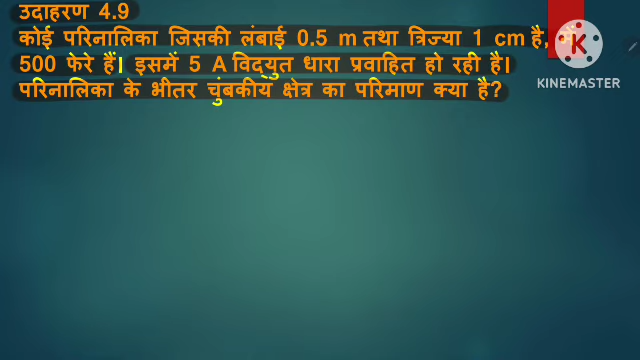 उदाहरण 4.9
कोई परिनालिका जिसकी लंबाई 0.5 m तथा त्रिज्या 1 cm है, में
500 फेरे हैं। इसमें 5 A विद्युत धारा प्रवाहित हो रही है।
परिनालिका के भीतर चुंबकीय क्षेत्र का परिमाण क्या है?
KINEMASTER